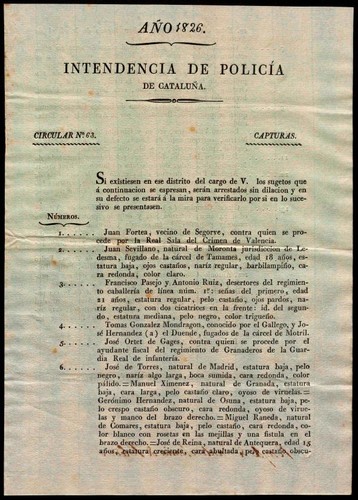 AÑO 1826.
INTENDENCIA DE POLICÍA
DE CATALUÑA.
CIRCULAR Nº. 63. CAPTURAS.
Si existiesen en ese distrito del cargo de V. los sugetos que
á continuacion se espresan, serán arrestados sin dilacion y en
su defecto se estará á la mira para verificarlo por si en lo suce-
sivo se presentasen.
NÚMEROS.
1..... Juan Fortea, vecino de Segorve, contra quien se pro-
cede por la Real Sala del Crimen de Valencia.
2..... Juan Sevillano, natural de Moronta jurisdiccion de Le-
desma, fugado de la cárcel de Tamames, edad 18 años, es-
tatura baja, ojos castaños, nariz regular, barbilampiño, ca-
ra redonda, color claro.
3..... Francisco Pasejo y Antonio Ruiz, desertores del regimien-
to caballería de línea núm. 1º: señas del primero, edad
21 años, estatura regular, pelo castaño, ojos pardos, na-
riz regular, con dos cicatrices en la frente: id. del se-
gundo, estatura mediana, pelo negro, color trigueño.
4..... Tomas Gonzalez Mondragon, conocido por el Gallego, y Jo-
sé Hernandez (a) el Duende, fugado de la cárcel de Motril.
5..... José Ortet de Gages, contra quien se procede por el
ayudante fiscal del regimiento de Granaderos de la Guar-
dia Real de infantería.
6..... José de Torres, natural de Madrid, estatura baja, pelo
negro, nariz algo larga, boca sumida, cara redonda, color
pálido.=Manuel Ximenez, natural de Granada, estatura
baja, cara larga, pelo castaño claro, oyoso de viruelas.=
Gerónimo Hernandez, natural de Osuna, estatura baja, pe-
lo crespo castaño obscuro, cara redonda, oyoso de virue-
las y manco del brazo derecho.=Miguel Raneda, natural
de Comares, estatura baja, pelo castaño, cara redonda, co-
lor blanco con rosetas en las mejillas y una fístula en el
brazo derecho.=José de Reina, natural de Antequera, edad 15
años, estatura creciente, cara abultada, pelo castaño obscu-